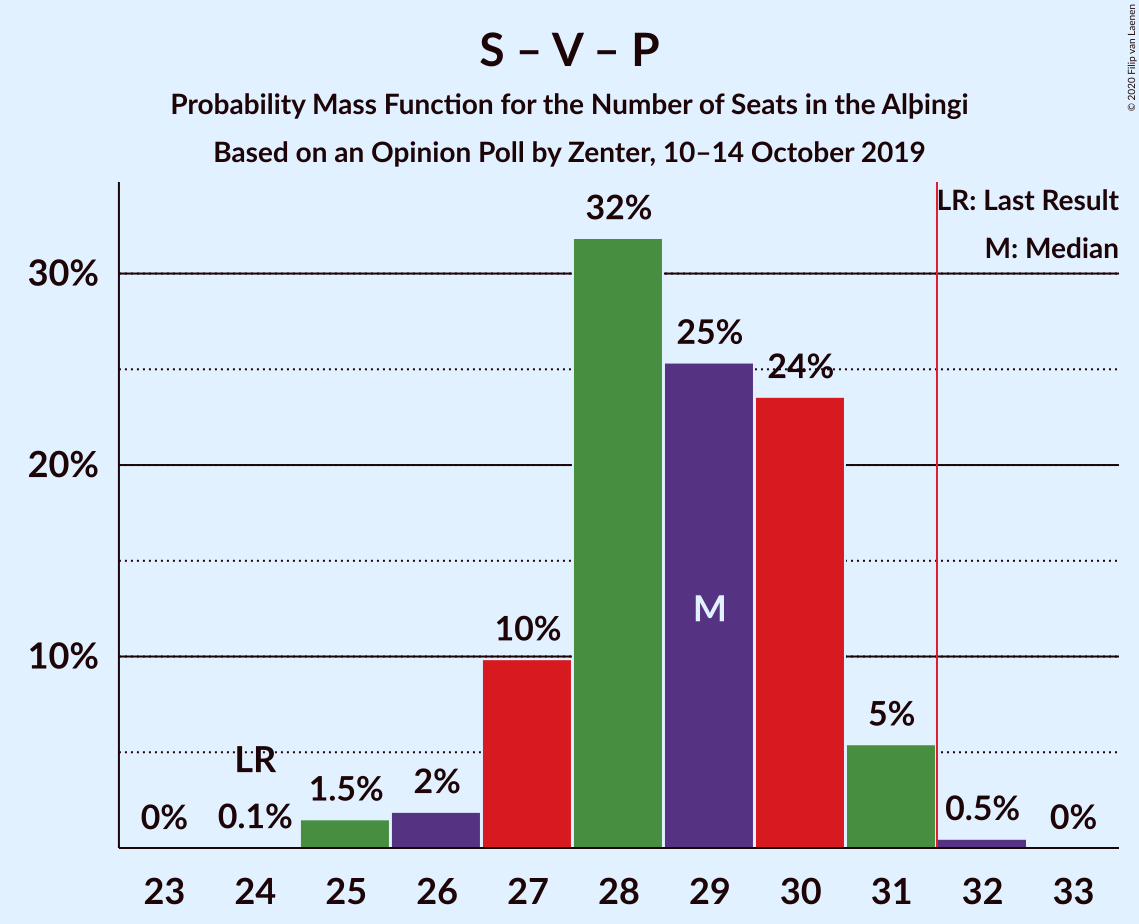 S – V – P
Probability Mass Function for the Number of Seats in the Alþingi
Based on an Opinion Poll by Zenter, 10–14 October 2019
© 2020 Filip van Laenen
LR: Last Result
M: Median
30%
20%
10%
0%
LR
0.1%
1.5%
2%
10%
32%
25%
M
24%
5%
0.5%
0%
23 24 25 26 27 28 29 30 31 32 33